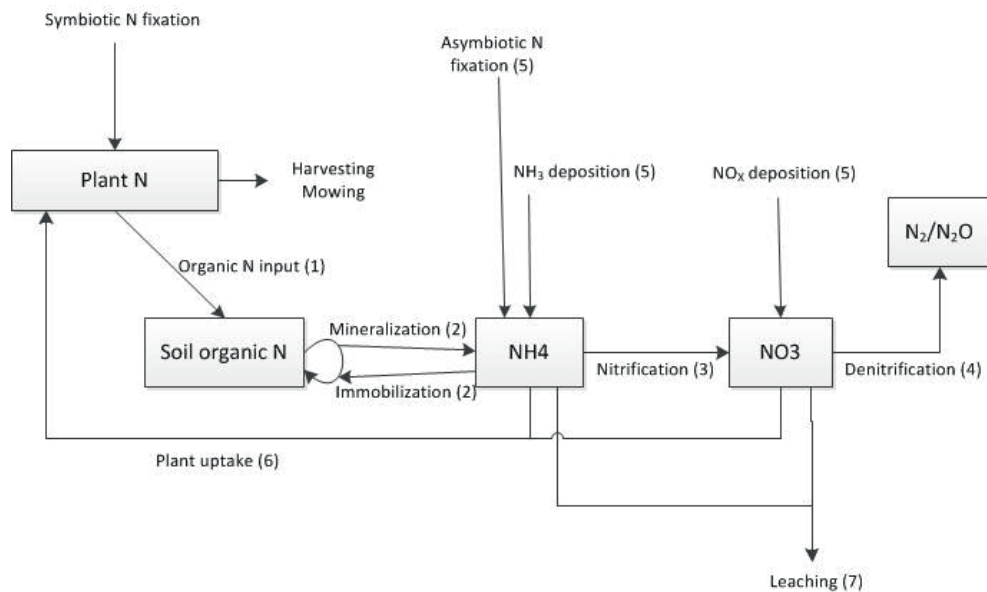 Symbiotic N fixation
Asymbiotic N
fixation (5)
Plant N
Harvesting
Mowing
NH₃ deposition (5)
NOₓ deposition (5)
N₂/N₂O
Organic N input (1)
Soil organic N
Mineralization (2)
Immobilization (2)
NH4
Nitrification (3)
NO3
Denitrification (4)
Plant uptake (6)
Leaching (7)